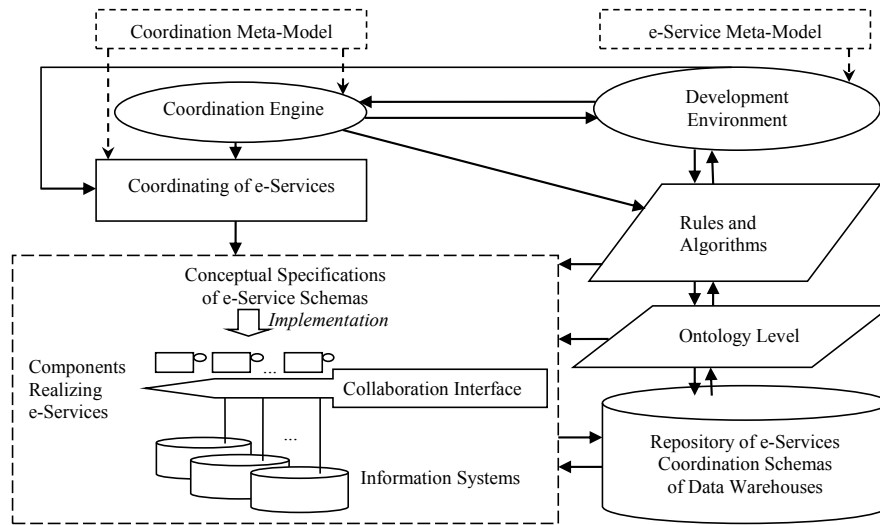 Coordination Meta-Model
e-Service Meta-Model
Coordination Engine
Development
Environment
Coordinating of e-Services
Rules and
Algorithms
Conceptual Specifications
of e-Service Schemas
Implementation
Ontology Level
Components
Realizing
e-Services
...
Collaboration Interface
...
Information Systems
Repository of e-Services
Coordination Schemas
of Data Warehouses